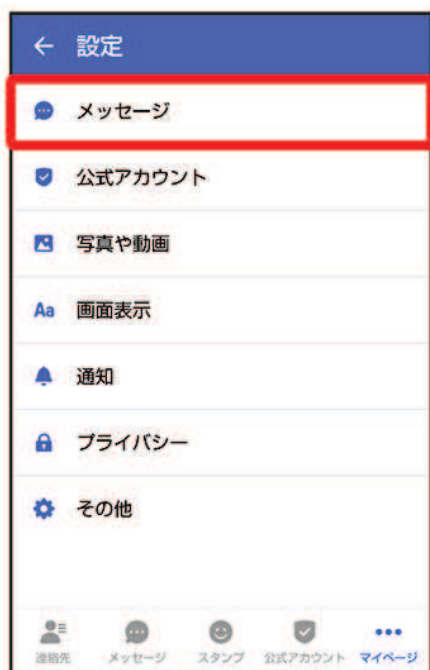 設定
メッセージ
公式アカウント
写真や動画
Aa 画面表示
通知
プライバシー
その他
連絡先 メッセージ スタンプ 公式アカウント マイページ